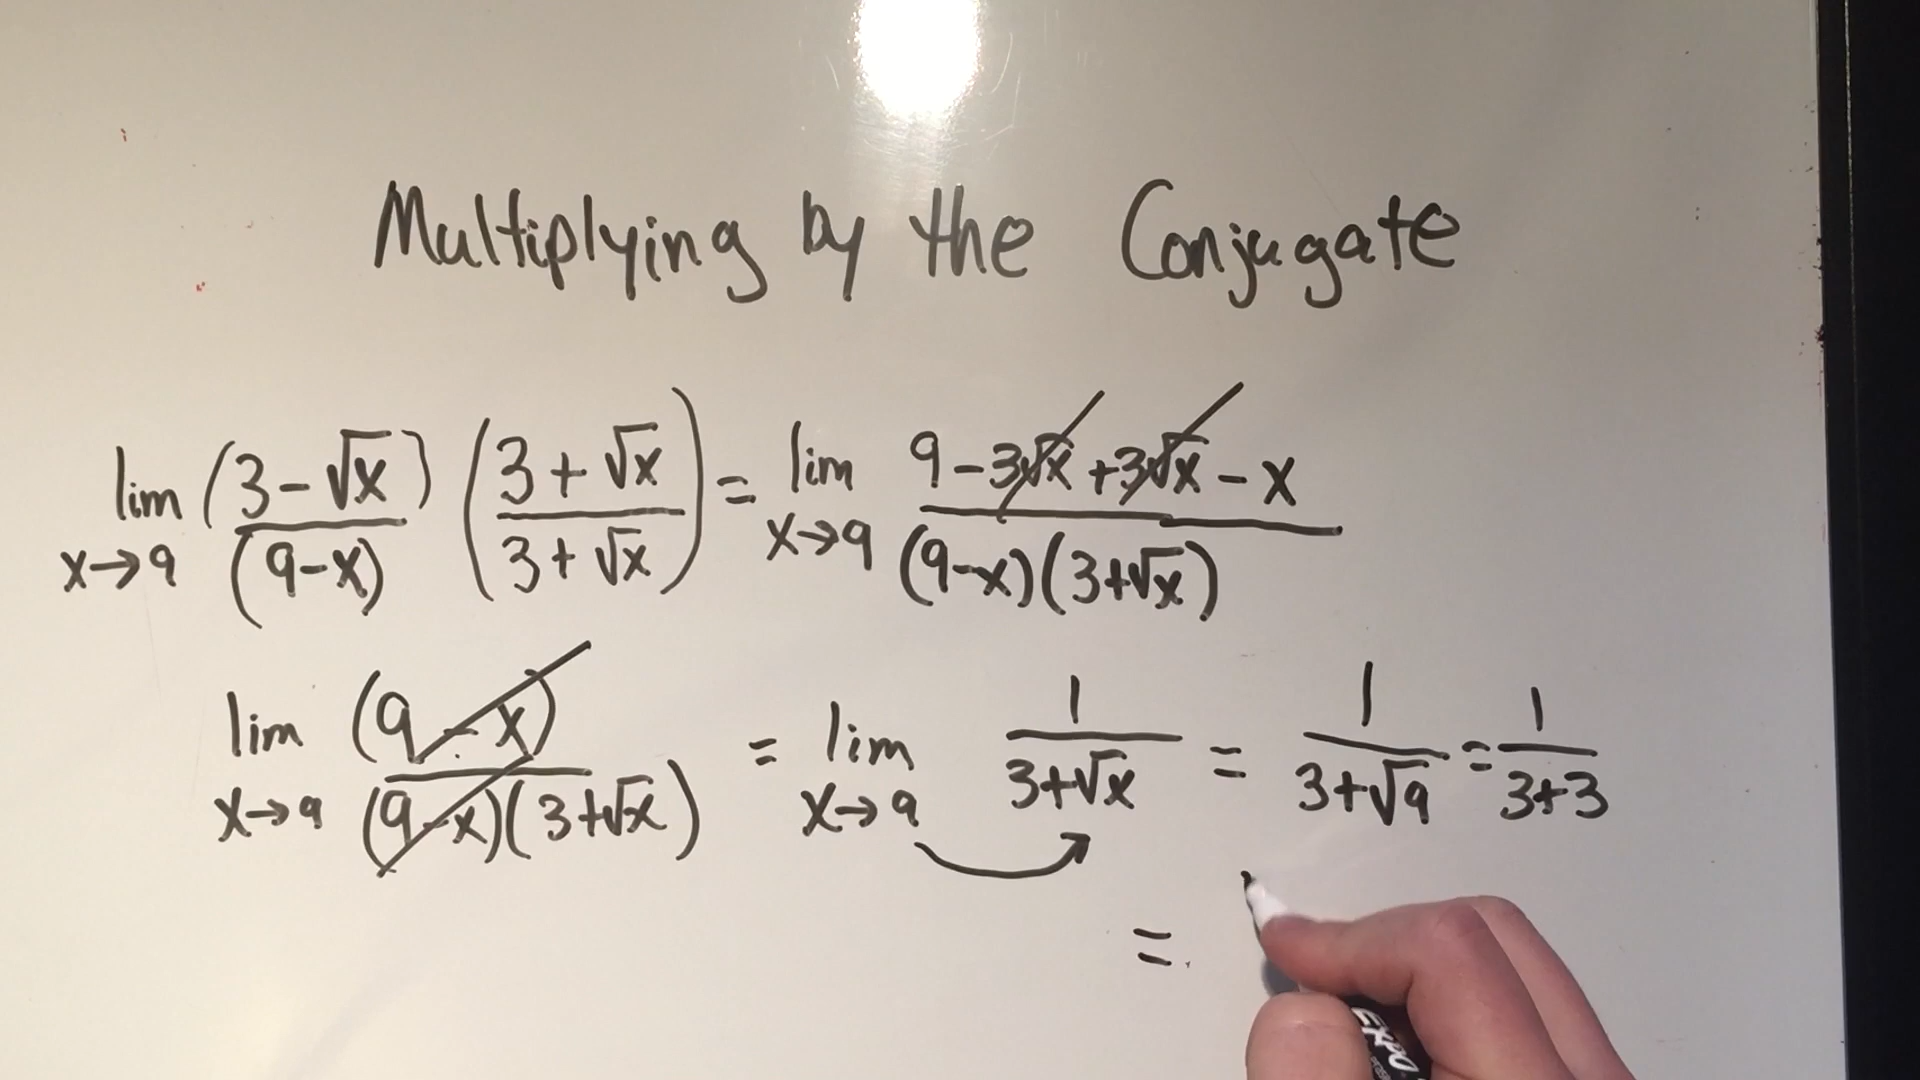 Multiplying by the Conjugate
lim x→9 (3-√x)/(9-x) (3+√x / 3+√x) = lim x→9 9-3√x+3√x-x / (9-x)(3+√x)
lim x→9 (9-x)/(9-x)(3+√x) = lim x→9 1/3+√x = 1/3+√9 = 1/3+3
=
EXPO